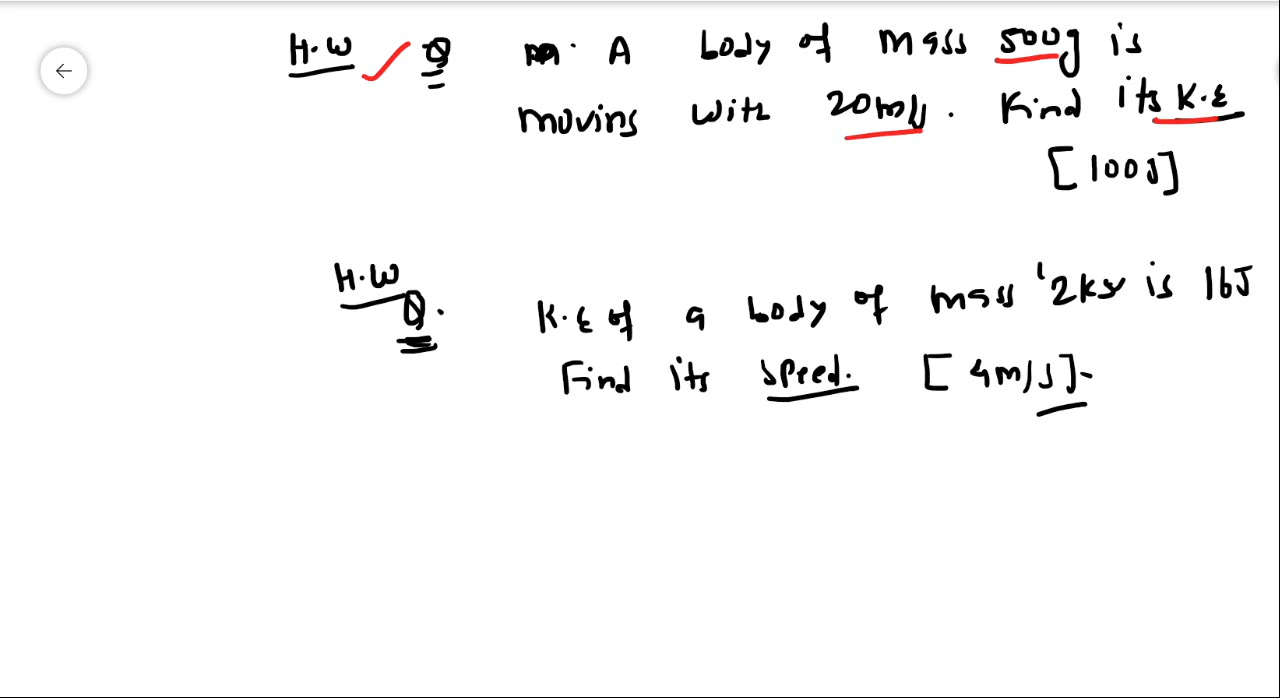 H.W Q A body of mass 500g is
moving with 20m/s. Find its K.E
[100J]
H.W
Q. K.E of a body of mass 2kg is 16J
Find its speed. [4m/s].